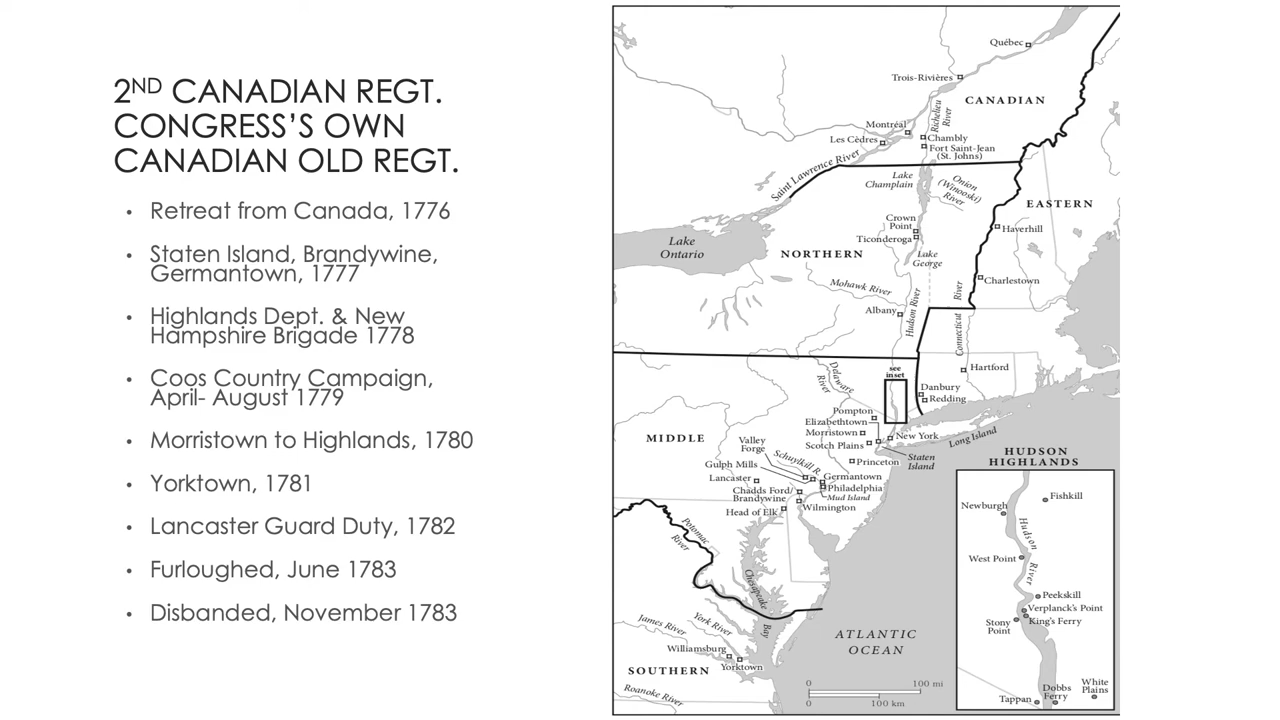 2ND CANADIAN REGT.
CONGRESS'S OWN
CANADIAN OLD REGT.
• Retreat from Canada, 1776
• Staten Island, Brandywine,
Germantown, 1777
• Highlands Dept. & New
Hampshire Brigade 1778
• Coos Country Campaign,
April- August 1779
• Morristown to Highlands, 1780
• Yorktown, 1781
• Lancaster Guard Duty, 1782
• Furloughed, June 1783
• Disbanded, November 1783
Québec
Trois-Rivières
CANADIAN
Richelieu
River
Montréal
Les Cèdres
Chambly
Fort Saint-Jean
(St. Johns)
Saint Lawrence River
Lake
Champlain
Onion
(Winooski)
River
EASTERN
Crown
Point
Ticonderoga
Haverhill
Lake
Ontario
NORTHERN
Lake
George
Mohawk River
Charlestown
Albany
Hudson River
Connecticut
River
see
inset
Hartford
Delaware
River
Danbury
Redding
Pompton
Elizabethtown
Morristown
Scotch Plains
New York
Long Island
Staten
Island
MIDDLE
Valley
Forge
Schuylkill R.
Princeton
Gulph Mills
Lancaster
Germantown
Philadelphia
Mud Island
Chadds Ford/
Brandywine
Wilmington
Head of Elk
Potomac
River
Chesapeake
Bay
York River
James River
Williamsburg
Yorktown
SOUTHERN
Roanoke River
ATLANTIC
OCEAN
0 100 mi
0 100 km
HUDSON
HIGHLANDS
Fishkill
Newburgh
Hudson
River
West Point
Peekskill
Verplanck's Point
King's Ferry
Stony
Point
Dobbs
Ferry
White
Plains
Tappan